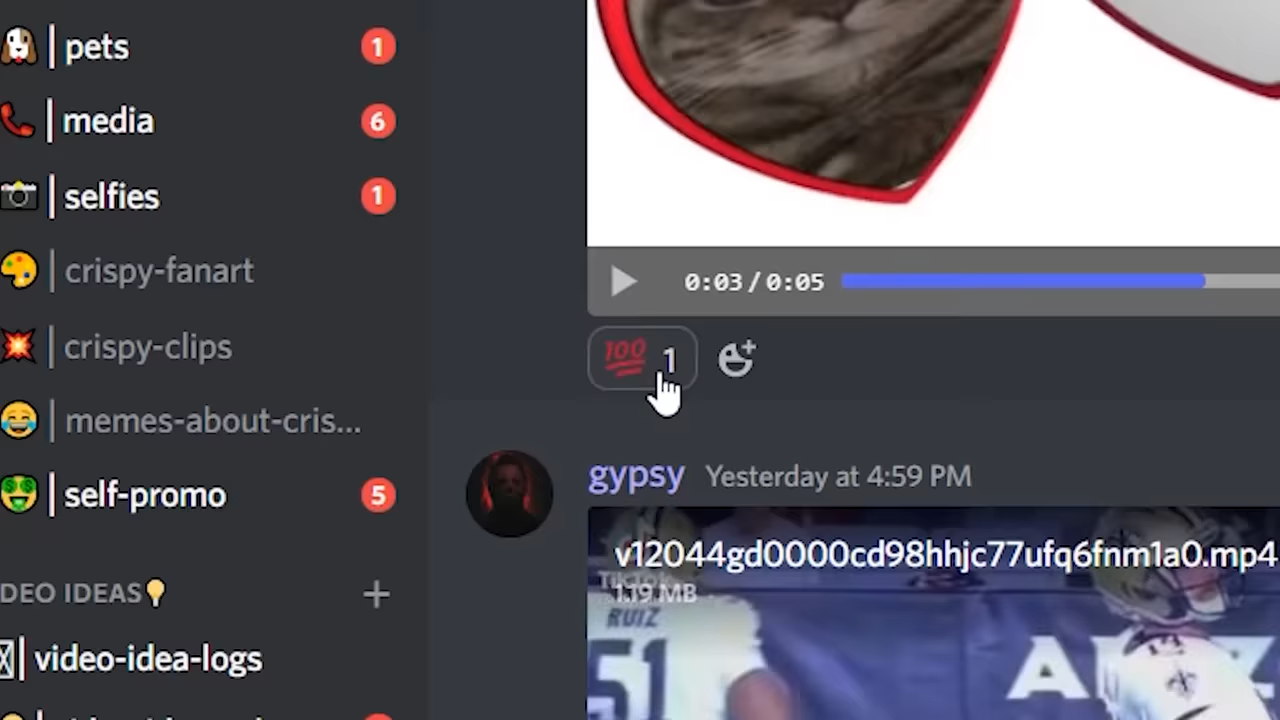 pets 1
media 6
selfies 1
crispy-fanart
crispy-clips
memes-about-cris...
self-promo 5
DEO IDEAS
video-idea-logs
0:03/0:05
100 1
gypsy Yesterday at 4:59 PM
v12044gd0000cd98hhjc77ufq6fnm1a0.mp4
TikTok
1.19 MB
RUIZ
51